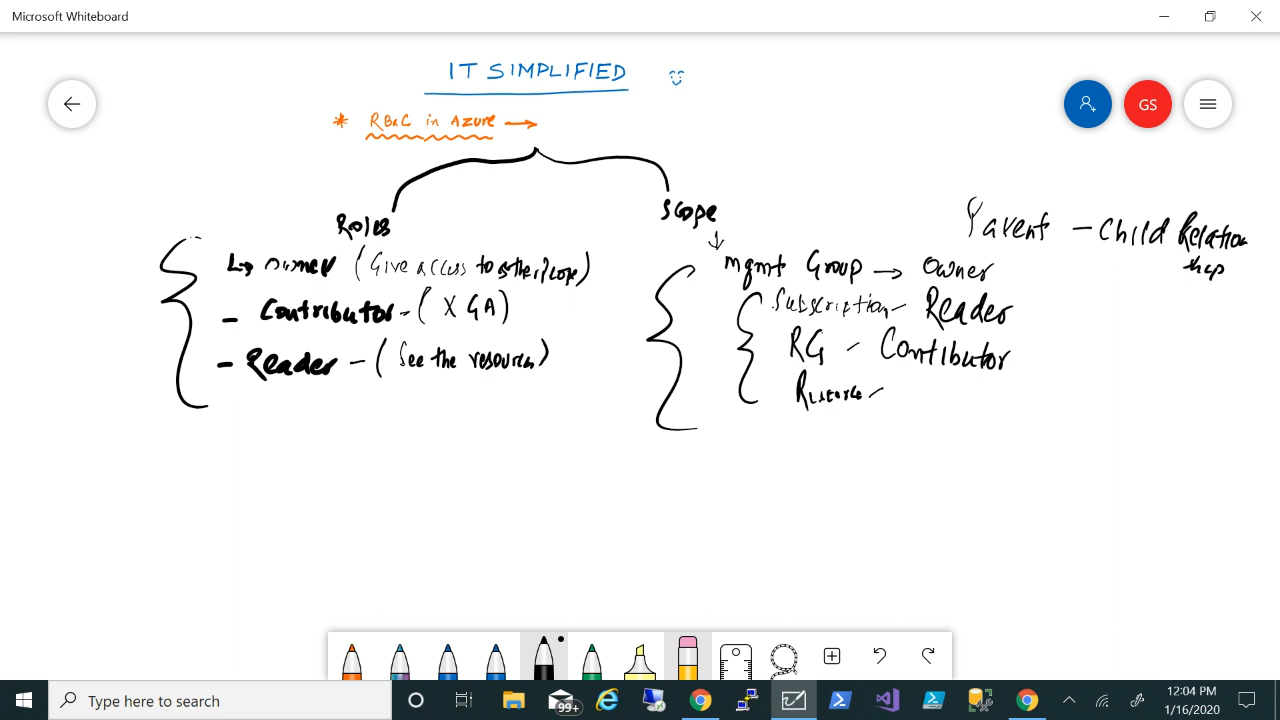 Microsoft Whiteboard
IT SIMPLIFIED
GS
* RBAC in Azure →
Roles
Scope
Parent - Child Relation
ship
owner (Give access to other, scope)
Contributor - (X GA)
- Reader - (See the resources)
Mgmt Group → Owner
Subscription - Reader
RG - Contributor
Resource -
99+
Type here to search
12:04 PM
1/16/2020